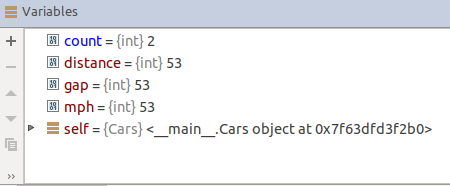 Variables
count = {int} 2
distance = {int} 53
gap = {int} 53
mph = {int} 53
self = {Cars} <__main__.Cars object at 0x7f63dfd3f2b0>